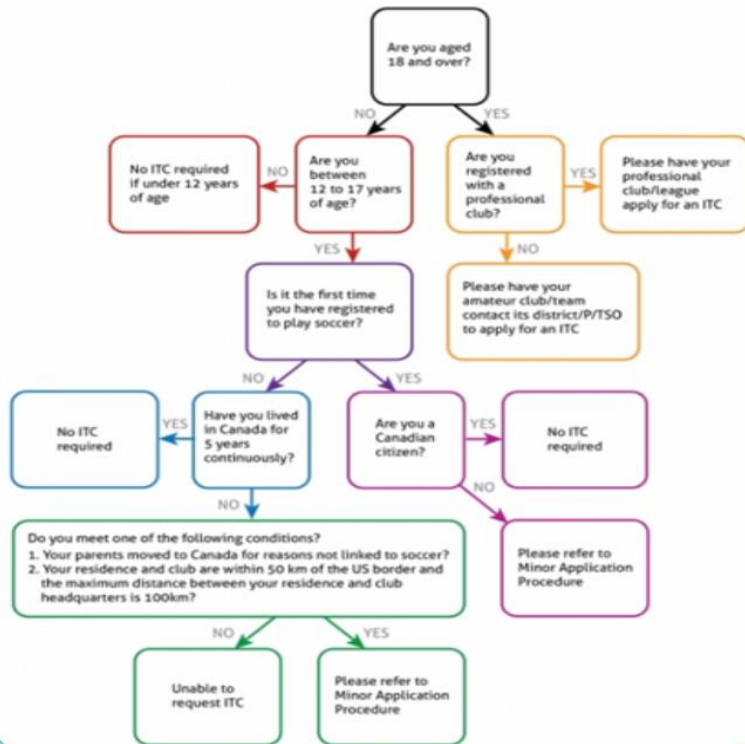 Are you aged
18 and over?
NO
YES
No ITC required
if under 12 years
of age
NO
Are you
between
12 to 17 years
of age?
Are you
registered
with a
professional
club?
YES
Please have your
professional
club/league
apply for an ITC
YES
NO
Is it the first time
you have registered
to play soccer?
Please have your
amateur club/team
contact its district/P/TSO
to apply for an ITC
NO
YES
No ITC
required
YES
Have you lived
in Canada for
5 years
continuously?
Are you a
Canadian
citizen?
YES
No ITC
required
NO
NO
Do you meet one of the following conditions?
1. Your parents moved to Canada for reasons not linked to soccer?
2. Your residence and club are within 50 km of the US border and
the maximum distance between your residence and club
headquarters is 100km?
Please refer to
Minor Application
Procedure
NO
YES
Unable to
request ITC
Please refer to
Minor Application
Procedure